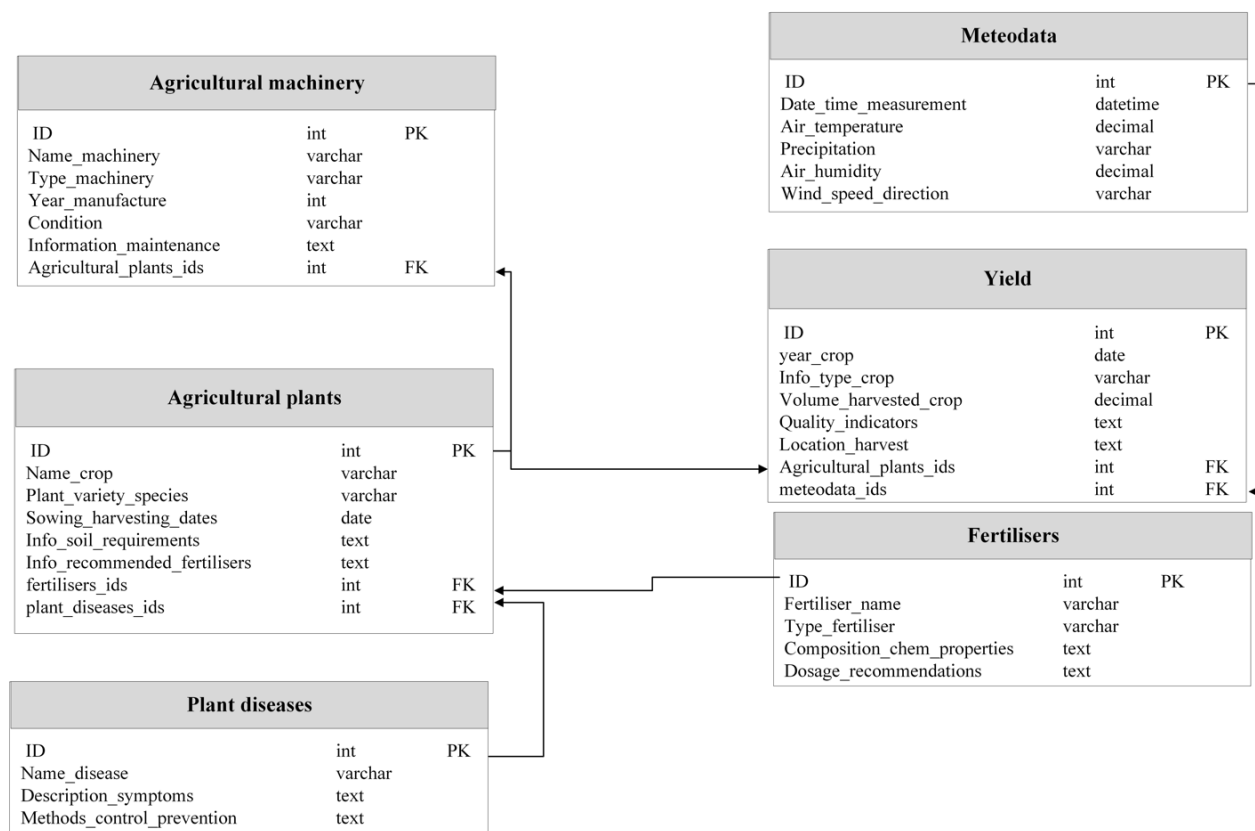 Agricultural machinery
ID int PK
Name_machinery varchar
Type_machinery varchar
Year_manufacture int
Condition varchar
Information_maintenance text
Agricultural_plants_ids int FK
Agricultural plants
ID int PK
Name_crop varchar
Plant_variety_species varchar
Sowing_harvesting_dates date
Info_soil_requirements text
Info_recommended_fertilisers text
fertilisers_ids int FK
plant_diseases_ids int FK
Plant diseases
ID int PK
Name_disease varchar
Description_symptoms text
Methods_control_prevention text
Meteodata
ID int PK
Date_time_measurement datetime
Air_temperature decimal
Precipitation varchar
Air_humidity decimal
Wind_speed_direction varchar
Yield
ID int PK
year_crop date
Info_type_crop varchar
Volume_harvested_crop decimal
Quality_indicators text
Location_harvest text
Agricultural_plants_ids int FK
meteodata_ids int FK
Fertilisers
ID int PK
Fertiliser_name varchar
Type_fertiliser varchar
Composition_chem_properties text
Dosage_recommendations text